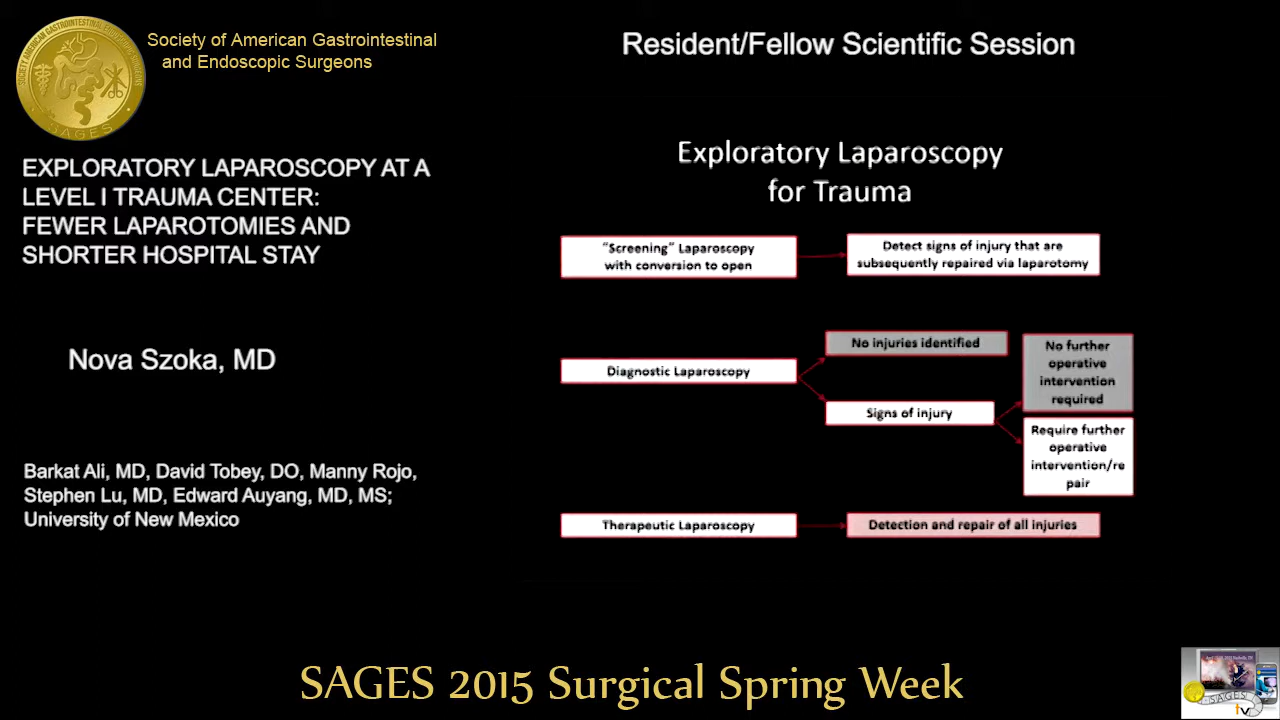 Society of American Gastrointestinal
and Endoscopic Surgeons
SAGES
EXPLORATORY LAPAROSCOPY AT A
LEVEL I TRAUMA CENTER:
FEWER LAPAROTOMIES AND
SHORTER HOSPITAL STAY
Nova Szoka, MD
Barkat Ali, MD, David Tobey, DO, Manny Rojo,
Stephen Lu, MD, Edward Auyang, MD, MS;
University of New Mexico
Resident/Fellow Scientific Session
Exploratory Laparoscopy
for Trauma
“Screening” Laparoscopy
with conversion to open
Detect signs of injury that are
subsequently repaired via laparotomy
Diagnostic Laparoscopy
No injuries identified
Signs of injury
No further
operative
intervention
required
Require further
operative
intervention/re
pair
Therapeutic Laparoscopy
Detection and repair of all injuries
SAGES 2015 Surgical Spring Week
SAGES
tv